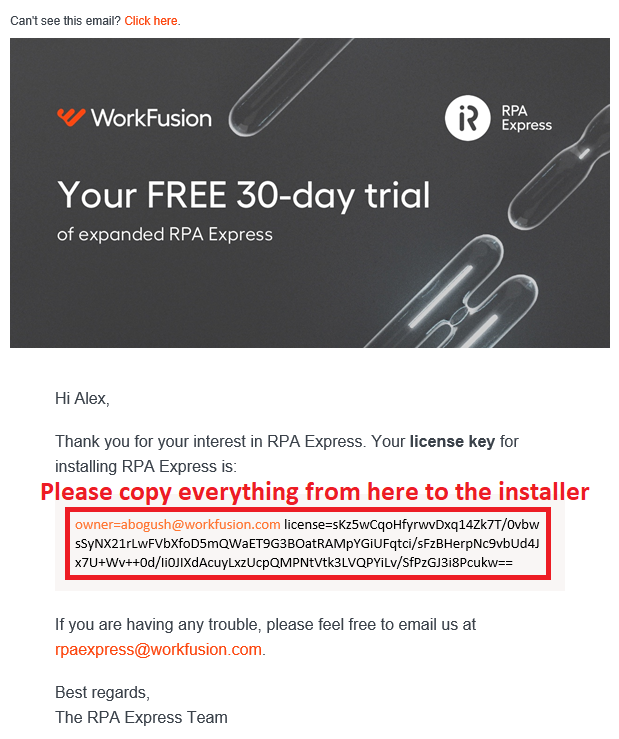 Can't see this email? Click here.
WorkFusion
RPA
Express
Your FREE 30-day trial
of expanded RPA Express
Hi Alex,
Thank you for your interest in RPA Express. Your license key for
installing RPA Express is:
Please copy everything from here to the installer
owner=abogush@workfusion.com license=sKz5wCqoHfyrwvDxq14Zk7T/0vbw
sSyNX21rLwFVbXfoD5mQWaET9G3BOatRAMpYGiUFqtci/sFzBHerpNc9vbUd4J
x7U+Wv++0d/Ii0JIXdAcuyLxzUcpQMPNtVtk3LVQPYiLv/SfPzGJ3i8Pcukw==
If you are having any trouble, please feel free to email us at
rpaexpress@workfusion.com.
Best regards,
The RPA Express Team